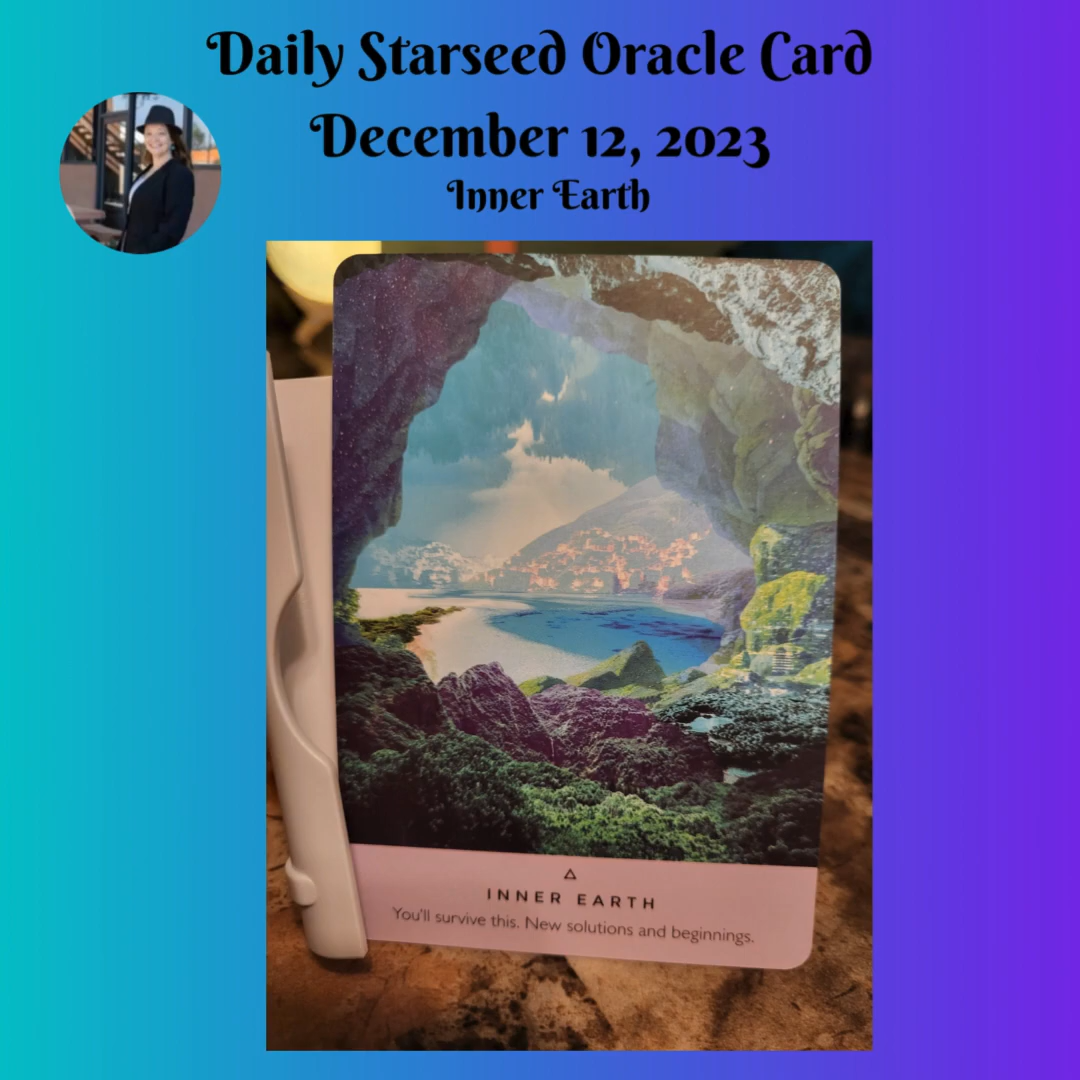 Daily Starseed Oracle Card
December 12, 2023
Inner Earth
INNER EARTH
You'll survive this. New solutions and beginnings.